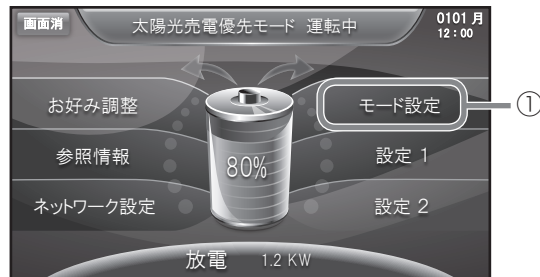 画面消
太陽光売電優先モード 運転中
0101 月
12:00
お好み調整
モード設定
①
参照情報
80%
設定 1
ネットワーク設定
設定 2
放電 1.2 KW